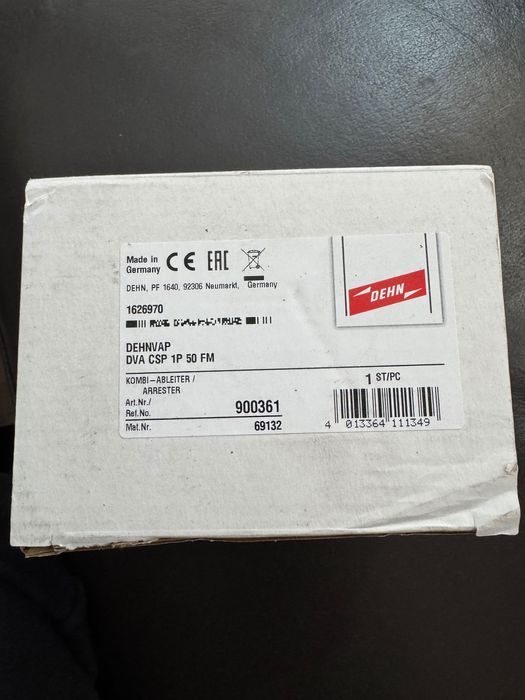 Made in
Germany
CE EAC
DEHN, PF 1640, 92306 Neumarkt, Germany
DEHN
1626970
DEHNVAP
DVA CSP 1P 50 FM
KOMBI-ABLEITER /
ARRESTER
1 ST/PC
Art.Nr./
Ref.No. 900361
Mat.Nr. 69132
4 013364 111349